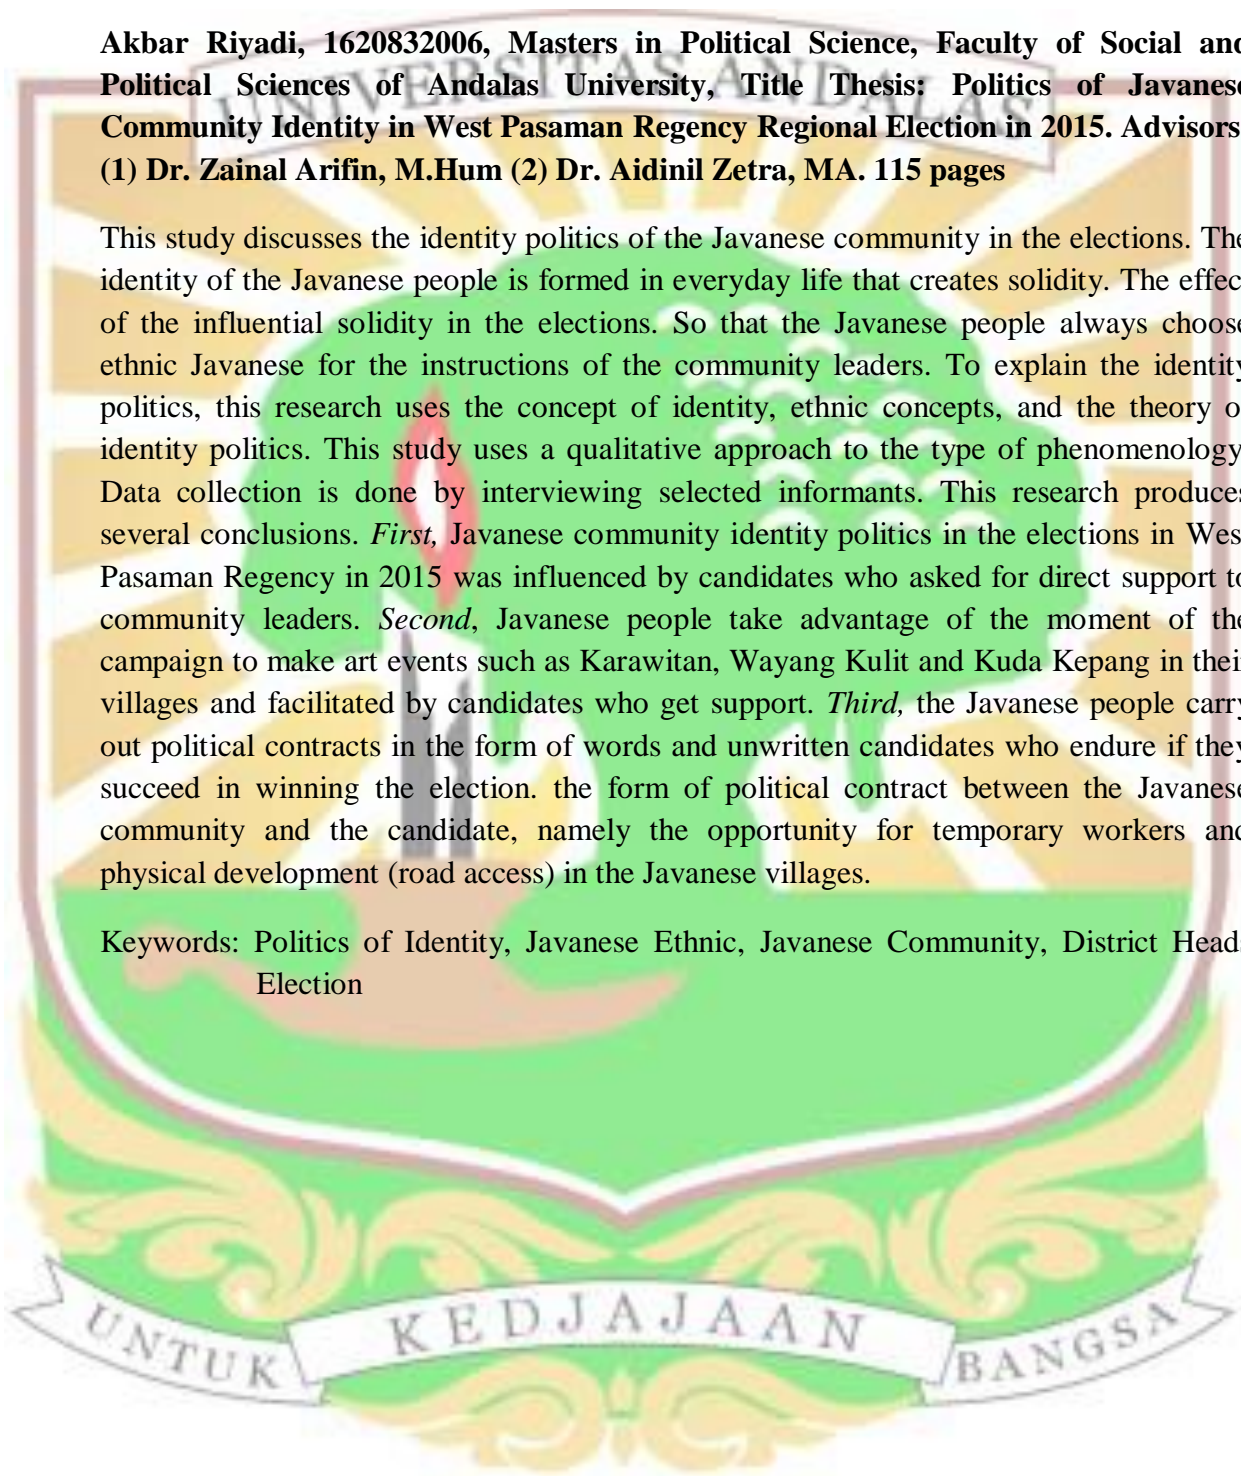 Akbar Riyadi, 1620832006, Masters in Political Science, Faculty of Social and
Political Sciences of Andalas University, Title Thesis: Politics of Javanese
Community Identity in West Pasaman Regency Regional Election in 2015. Advisors
(1) Dr. Zainal Arifin, M.Hum (2) Dr. Aidinil Zetra, MA. 115 pages
UNIVERSITAS ANDALAS
This study discusses the identity politics of the Javanese community in the elections. The
identity of the Javanese people is formed in everyday life that creates solidity. The effec
of the influential solidity in the elections. So that the Javanese people always choose
ethnic Javanese for the instructions of the community leaders. To explain the identity
politics, this research uses the concept of identity, ethnic concepts, and the theory o
identity politics. This study uses a qualitative approach to the type of phenomenology
Data collection is done by interviewing selected informants. This research produces
several conclusions. First, Javanese community identity politics in the elections in Wes
Pasaman Regency in 2015 was influenced by candidates who asked for direct support to
community leaders. Second, Javanese people take advantage of the moment of the
campaign to make art events such as Karawitan, Wayang Kulit and Kuda Kepang in thei
villages and facilitated by candidates who get support. Third, the Javanese people carry
out political contracts in the form of words and unwritten candidates who endure if they
succeed in winning the election. the form of political contract between the Javanese
community and the candidate, namely the opportunity for temporary workers and
physical development (road access) in the Javanese villages.
Keywords: Politics of Identity, Javanese Ethnic, Javanese Community, District Heads
Election
UNTUK KEDJAJAAN BANGSA